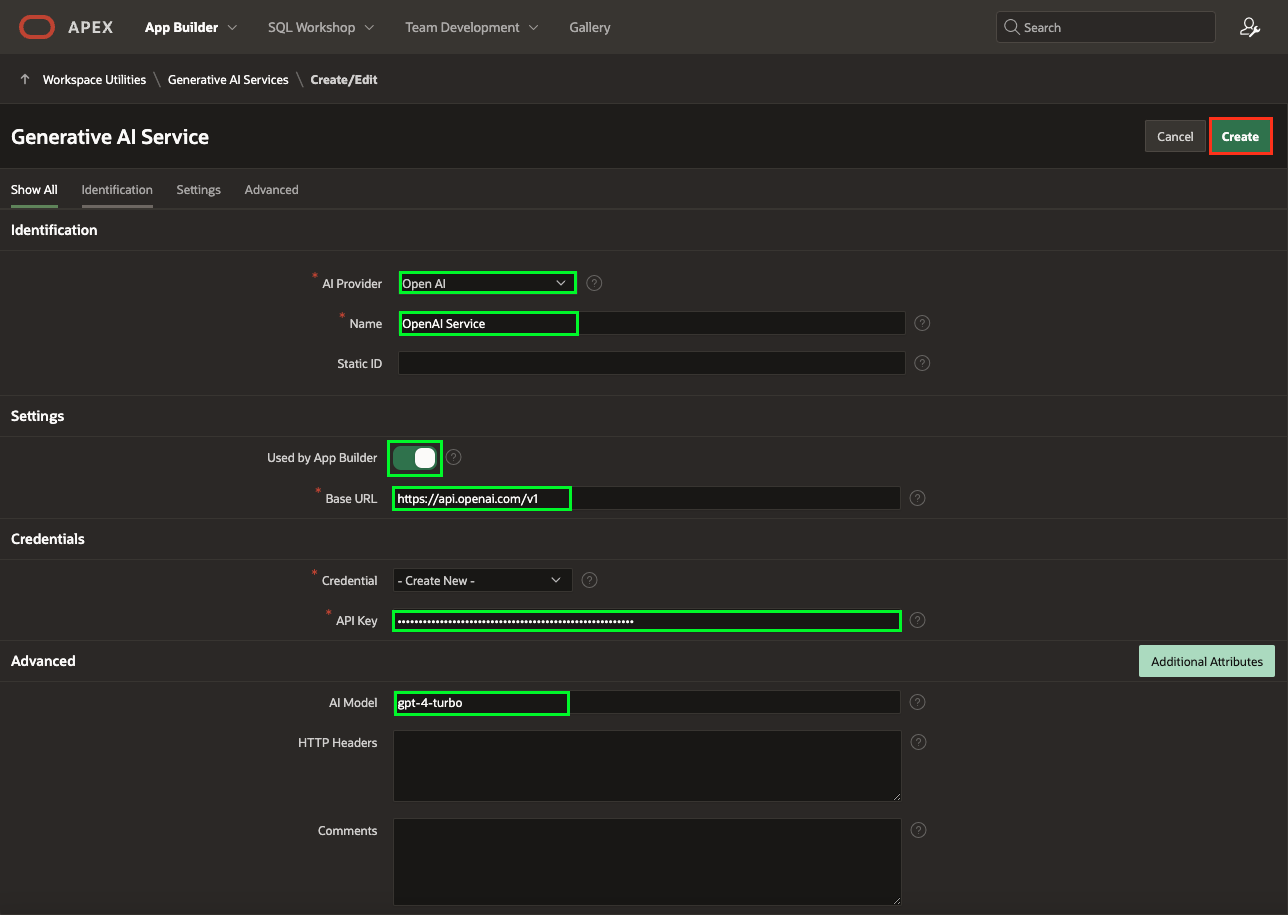 APEX App Builder SQL Workshop Team Development Gallery Search
Workspace Utilities \ Generative AI Services \ Create/Edit
Generative AI Service Cancel Create
Show All Identification Settings Advanced
Identification
* AI Provider Open AI ?
* Name OpenAI Service ?
Static ID ?
Settings
Used by App Builder ?
* Base URL https://api.openai.com/v1 ?
Credentials
* Credential - Create New - ?
* API Key •••••••••••••••••••••••••••••••••••••••••••••••••••••••• ?
Advanced Additional Attributes
AI Model gpt-4-turbo ?
HTTP Headers ?
Comments ?